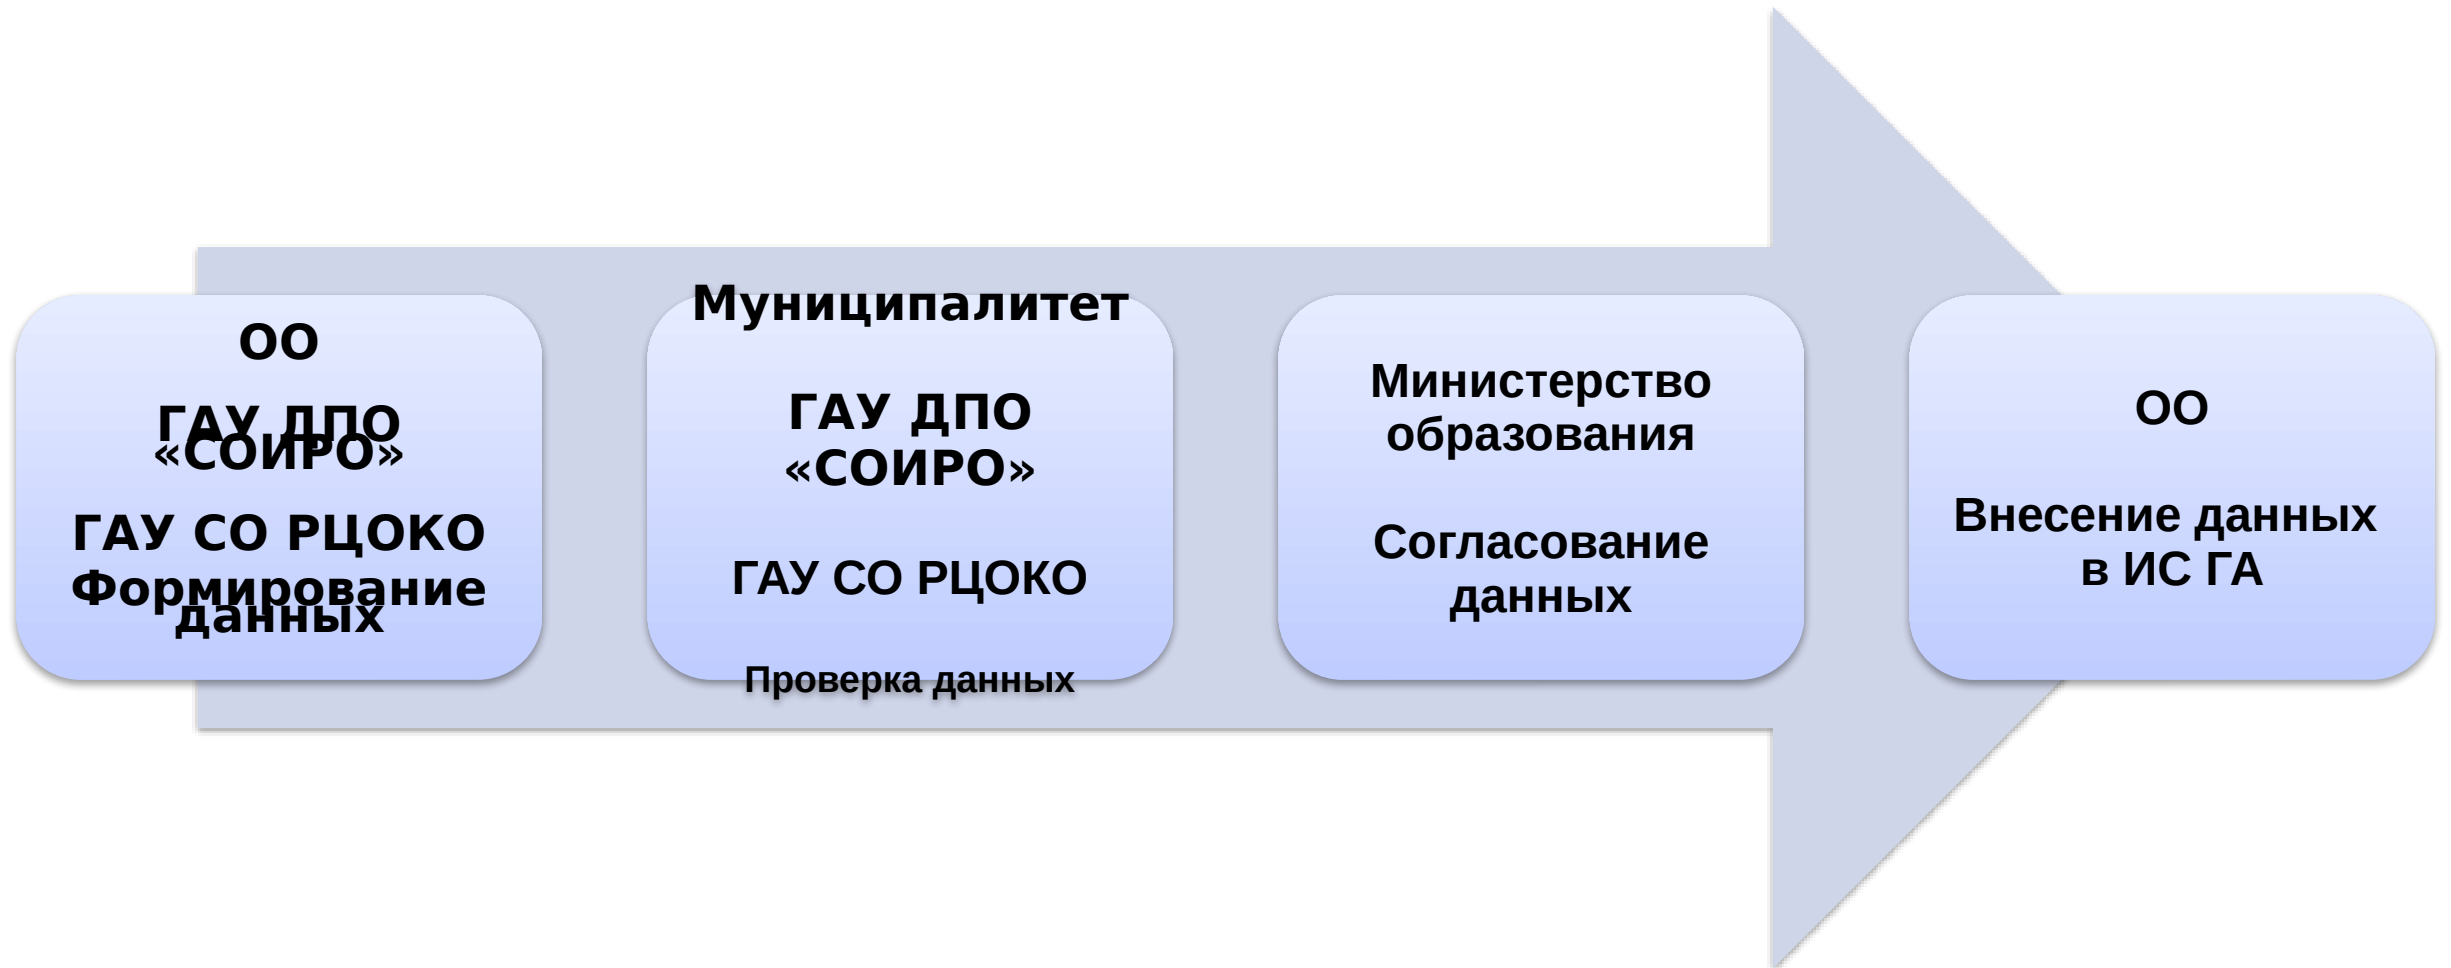 ОО
ГАУ ДПО
«СОИРО»
ГАУ СО РЦОКО
Формирование
данных
Муниципалитет
ГАУ ДПО
«СОИРО»
ГАУ СО РЦОКО
Проверка данных
Министерство
образования
Согласование
данных
ОО
Внесение данных
в ИС ГА